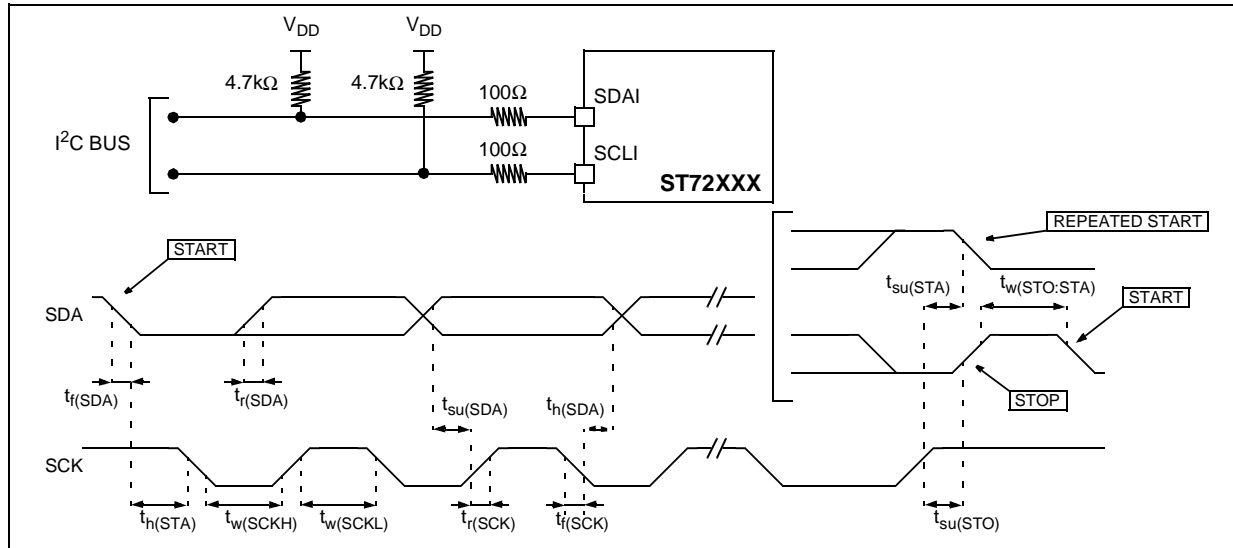 V_DD V_DD
4.7kΩ 4.7kΩ
100Ω SDAI
I²C BUS
100Ω SCLI
ST72XXX
REPEATED START
START
t_su(STA) t_w(STO:STA)
START
SDA
t_f(SDA) t_r(SDA)
t_su(SDA) t_h(SDA)
STOP
SCK
t_h(STA) t_w(SCKH) t_w(SCKL) t_r(SCK) t_f(SCK)
t_su(STO)